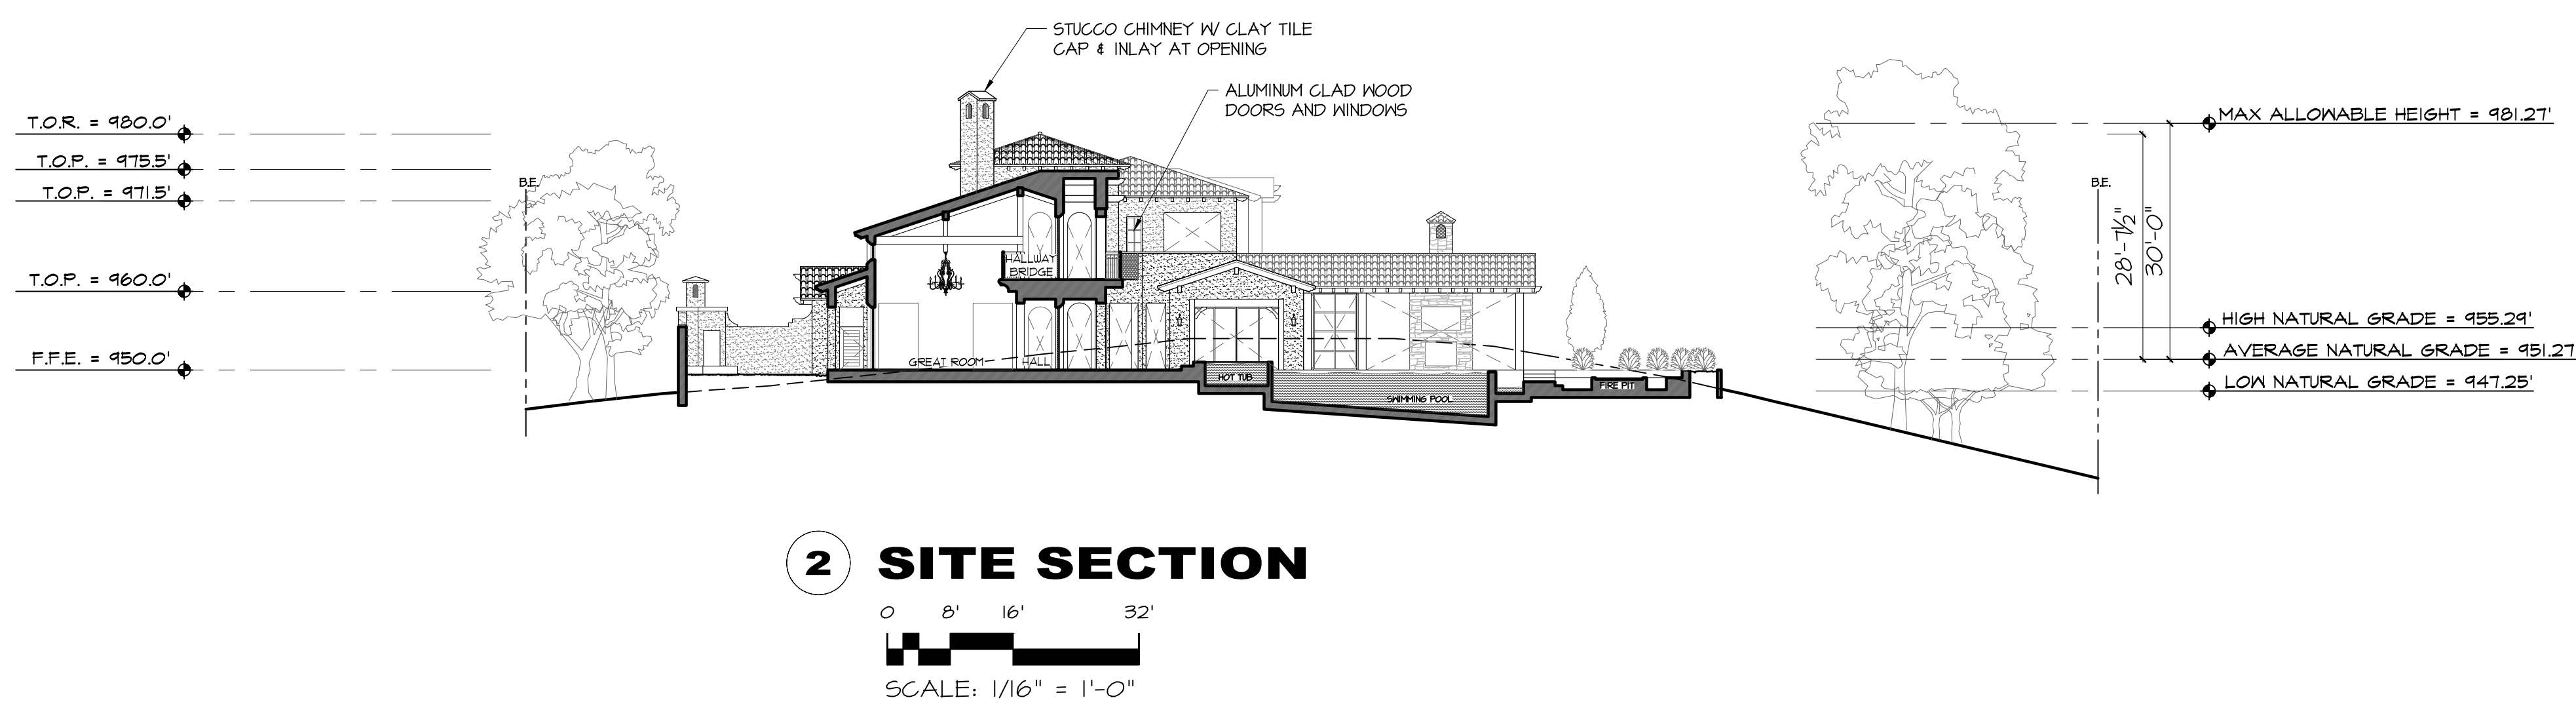 STUCCO CHIMNEY W/ CLAY TILE
CAP & INLAY AT OPENING
ALUMINUM CLAD WOOD
DOORS AND WINDOWS
T.O.R. = 980.0'
T.O.P. = 975.5'
T.O.P. = 971.5'
T.O.P. = 960.0'
F.F.E. = 950.0'
B.E.
HALLWAY
BRIDGE
GREAT ROOM
HALL
HOT TUB
SWIMMING POOL
FIRE PIT
B.E.
28'-7½"
30'-0"
MAX ALLOWABLE HEIGHT = 981.27'
HIGH NATURAL GRADE = 955.29'
AVERAGE NATURAL GRADE = 951.27
LOW NATURAL GRADE = 947.25'
2 SITE SECTION
0 8' 16' 32'
SCALE: 1/16" = 1'-0"